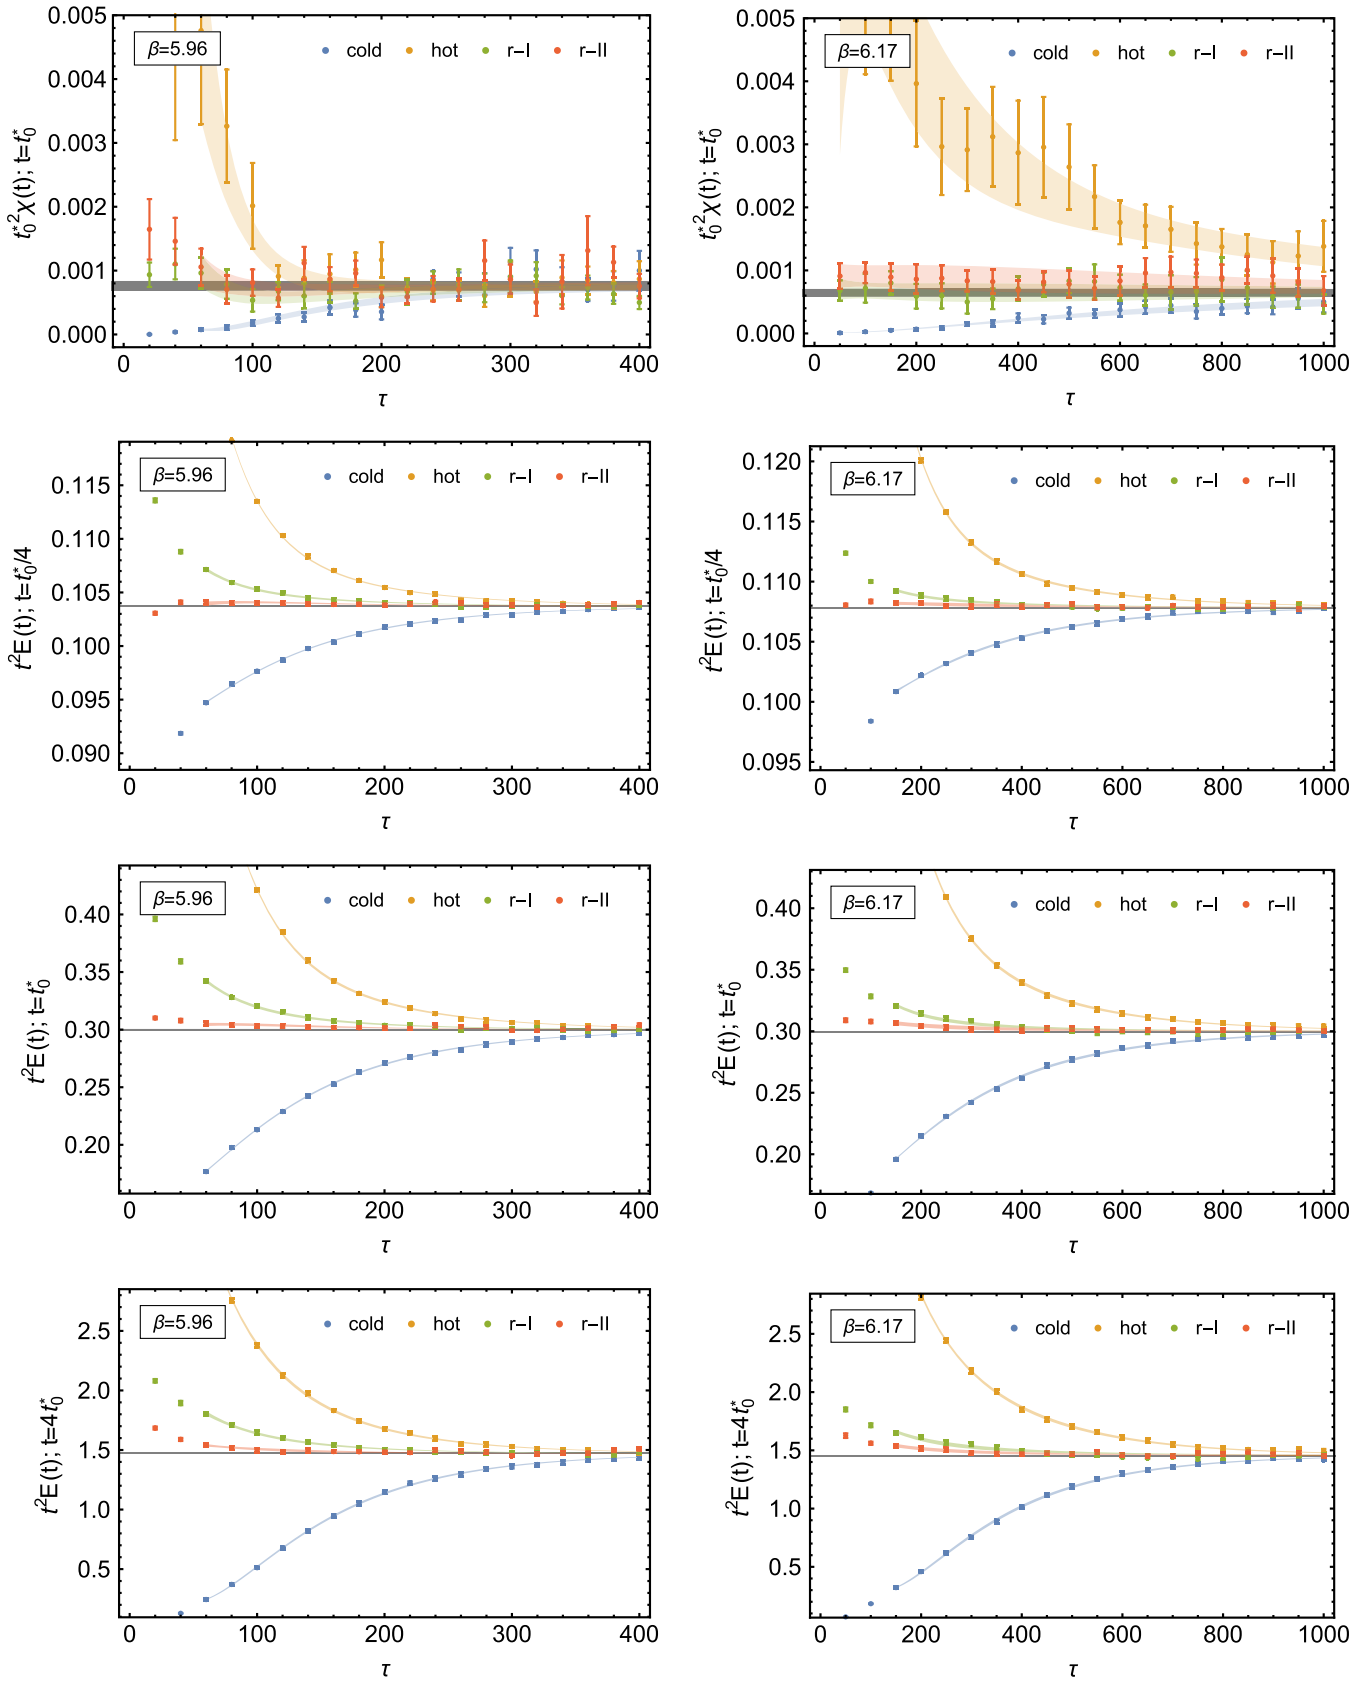 β=5.96
cold hot r–I r–II
0.005
0.004
0.003
0.002
0.001
0.000
t₀*²χ(t); t=t₀*
0 100 200 300 400
τ
β=6.17
cold hot r–I r–II
0.005
0.004
0.003
0.002
0.001
0.000
t₀*²χ(t); t=t₀*
0 200 400 600 800 1000
τ
β=5.96
cold hot r–I r–II
0.115
0.110
0.105
0.100
0.095
0.090
t²E(t); t=t₀*/4
0 100 200 300 400
τ
β=6.17
cold hot r–I r–II
0.120
0.115
0.110
0.105
0.100
0.095
t²E(t); t=t₀*/4
0 200 400 600 800 1000
τ
β=5.96
cold hot r–I r–II
0.40
0.35
0.30
0.25
0.20
t²E(t); t=t₀*
0 100 200 300 400
τ
β=6.17
cold hot r–I r–II
0.40
0.35
0.30
0.25
0.20
t²E(t); t=t₀*
0 200 400 600 800 1000
τ
β=5.96
cold hot r–I r–II
2.5
2.0
1.5
1.0
0.5
t²E(t); t=4t₀*
0 100 200 300 400
τ
β=6.17
cold hot r–I r–II
2.5
2.0
1.5
1.0
0.5
t²E(t); t=4t₀*
0 200 400 600 800 1000
τ